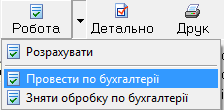 Робота Детально Друк
Розрахувати
Провести по бухгалтерії
Зняти обробку по бухгалтерії